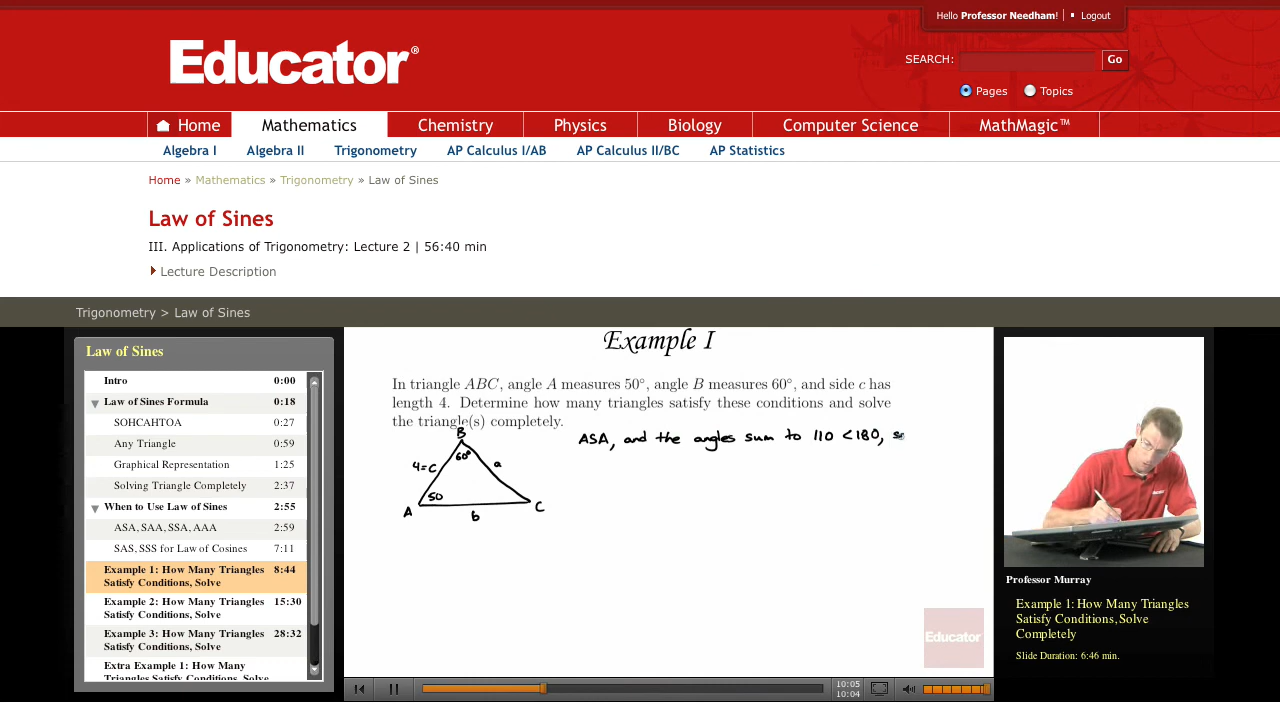 Hello Professor Needham! Logout
Educator®
SEARCH: Go
Pages Topics
Home Mathematics Chemistry Physics Biology Computer Science MathMagic™
Algebra I Algebra II Trigonometry AP Calculus I/AB AP Calculus II/BC AP Statistics
Home » Mathematics » Trigonometry » Law of Sines
Law of Sines
III. Applications of Trigonometry: Lecture 2 | 56:40 min
Lecture Description
Trigonometry > Law of Sines
Law of Sines
Intro 0:00
Law of Sines Formula 0:18
SOHCAHTOA 0:27
Any Triangle 0:59
Graphical Representation 1:25
Solving Triangle Completely 2:37
When to Use Law of Sines 2:55
ASA, SAA, SSA, AAA 2:59
SAS, SSS for Law of Cosines 7:11
Example 1: How Many Triangles 8:44
Satisfy Conditions, Solve
Example 2: How Many Triangles 15:30
Satisfy Conditions, Solve
Example 3: How Many Triangles 28:32
Satisfy Conditions, Solve
Extra Example 1: How Many
Triangles Satisfy Conditions, Solve
Example I
In triangle ABC, angle A measures 50°, angle B measures 60°, and side c has
length 4. Determine how many triangles satisfy these conditions and solve
the triangle(s) completely.
ASA, and the angles sum to 110 < 180, s
B
60°
4=c a
50
A b C
Educator
10:05
10:04
Professor Murray
Example 1: How Many Triangles
Satisfy Conditions, Solve
Completely
Slide Duration: 6:46 min.